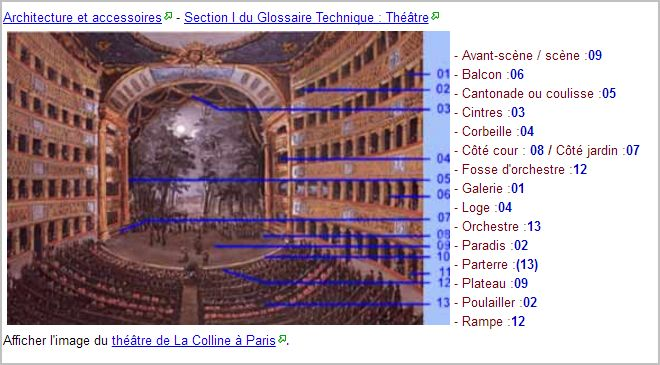 Architecture et accessoires - Section I du Glossaire Technique : Théâtre
01
02
03
04
05
06
07
08
09
10
11
12
13
- Avant-scène / scène :09
- Balcon : 06
- Cantonade ou coulisse :05
- Cintres : 03
- Corbeille : 04
- Côté cour : 08 / Côté jardin :07
- Fosse d'orchestre :12
- Galerie : 01
- Loge : 04
- Orchestre : 13
- Paradis : 02
- Parterre :(13)
- Plateau : 09
- Poulailler : 02
- Rampe : 12
Afficher l'image du théâtre de La Colline à Paris.